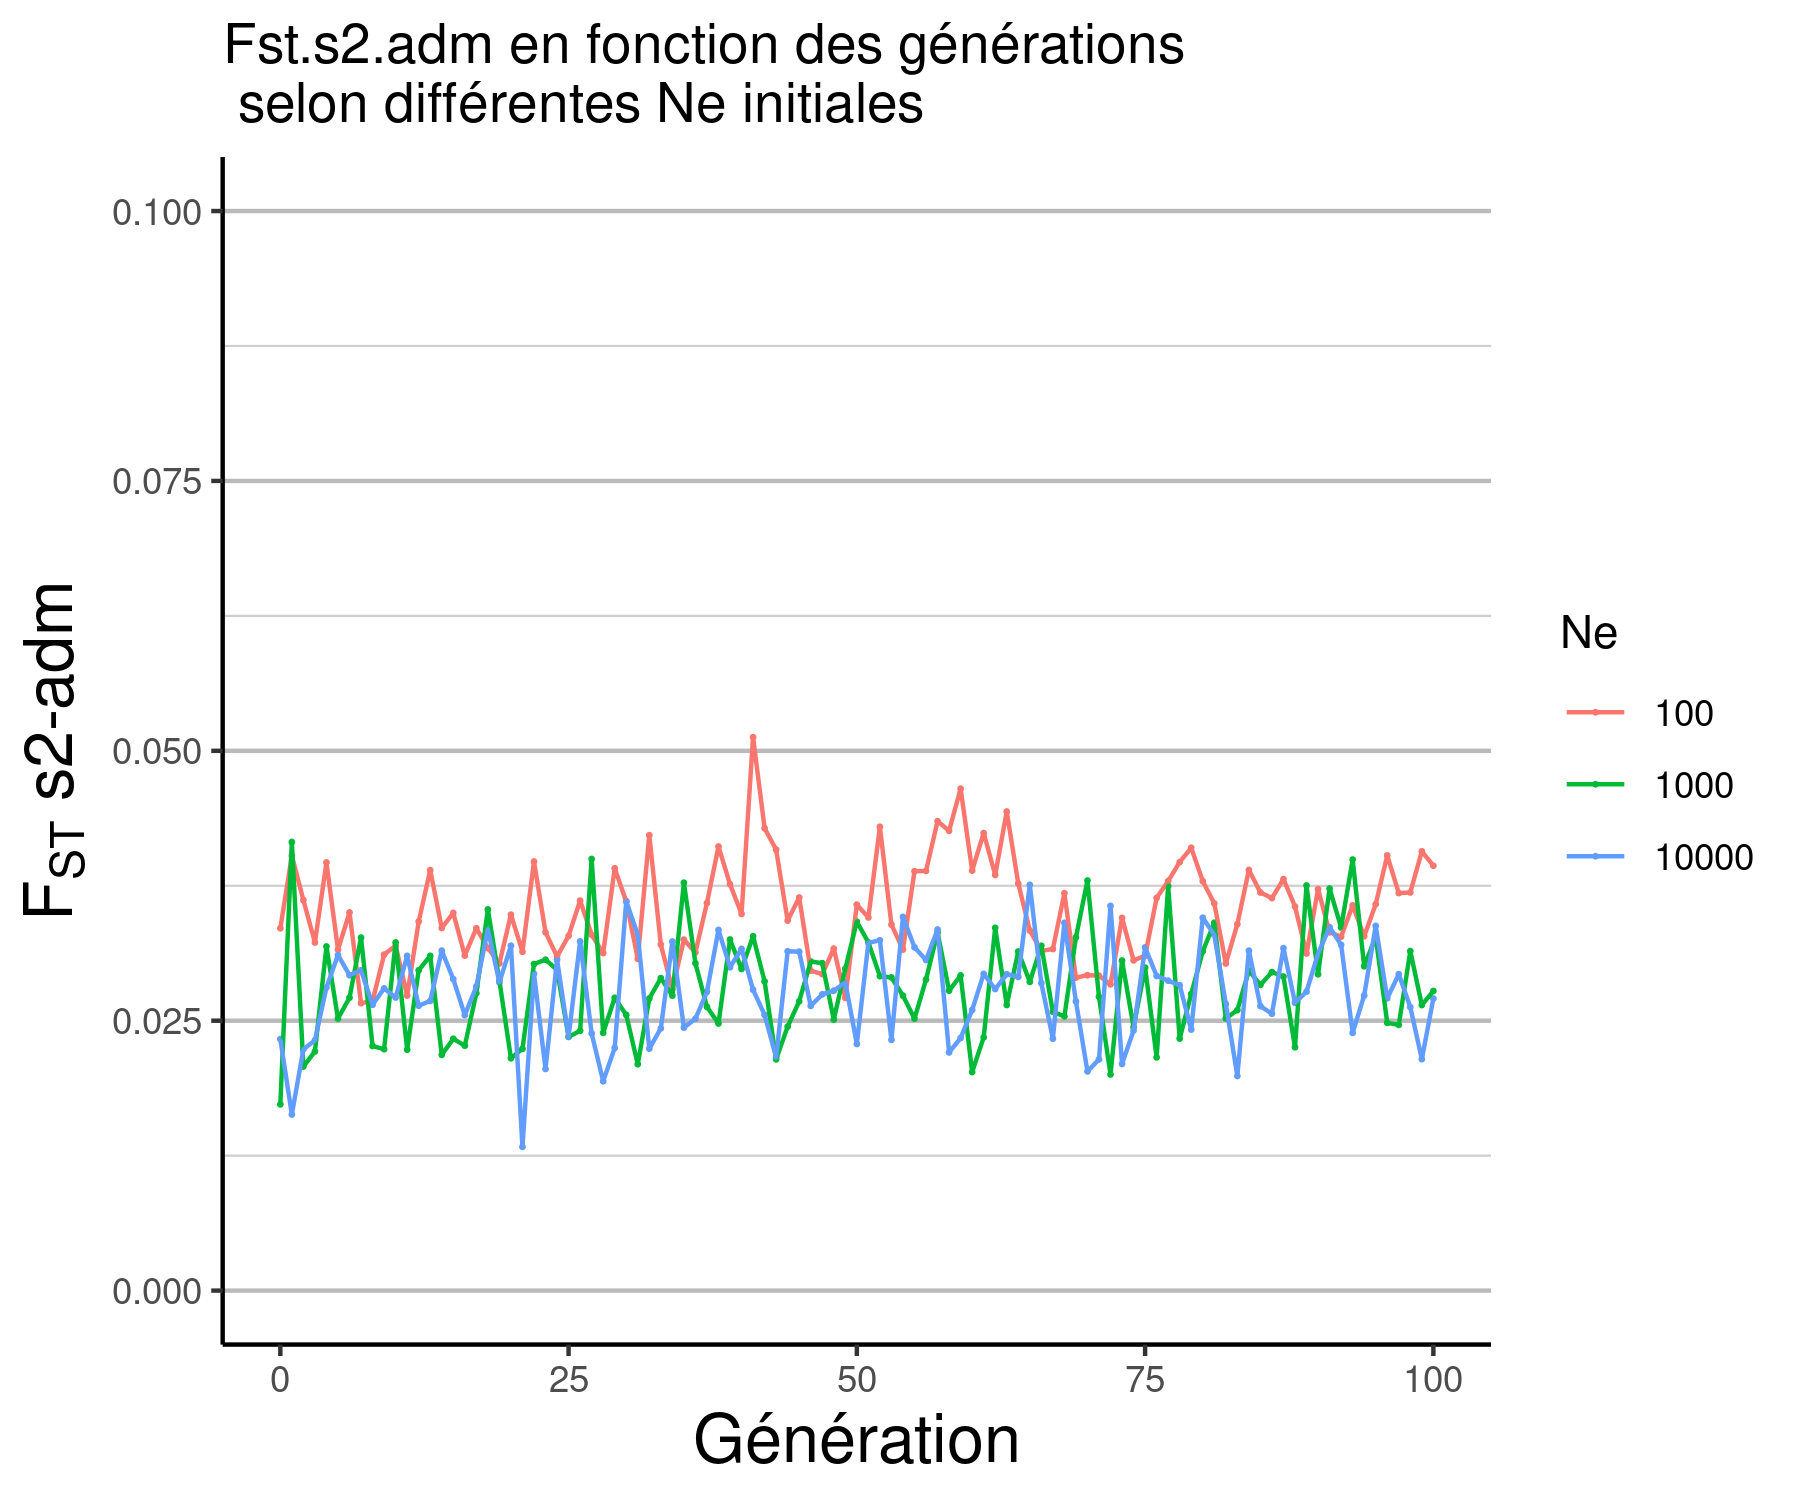 Fst.s2.adm en fonction des générations
selon différentes Ne initiales
0.100
0.075
0.050
0.025
0.000
FST s2-adm
0 25 50 75 100
Génération
Ne
100
1000
10000